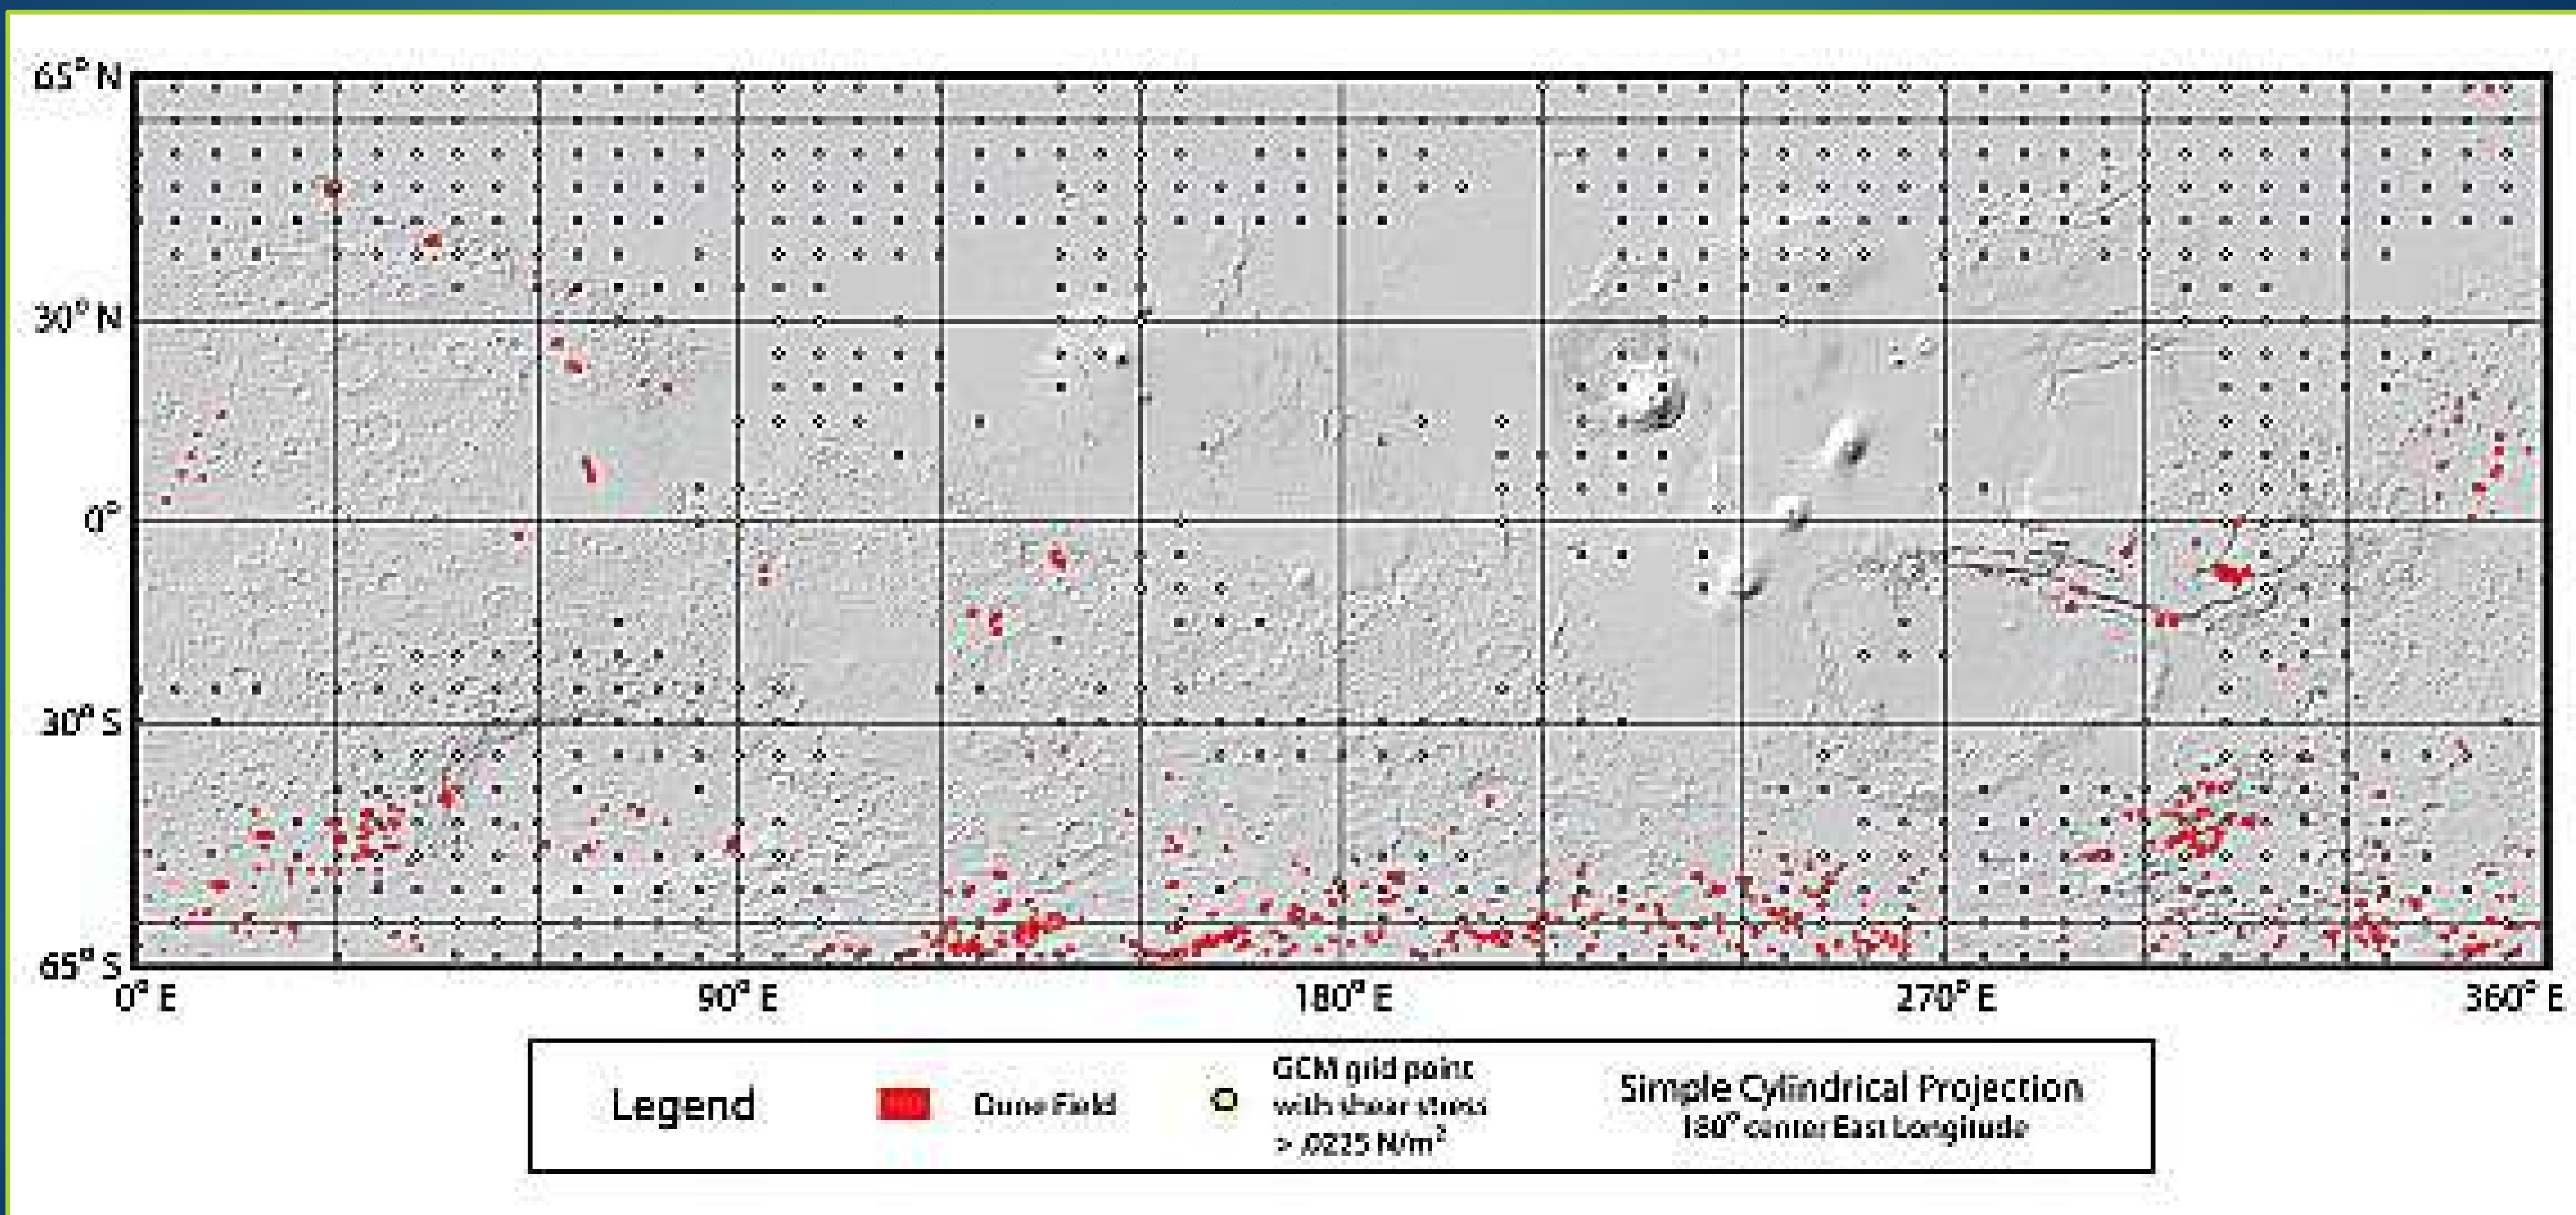 65° N
30° N
0°
30° S
65° S
0° E
90° E
180° E
270° E
360° E
Legend
Dune Field
GCM grid point
with shear stress
> .0225 N/m²
Simple Cylindrical Projection
180° center East Longitude